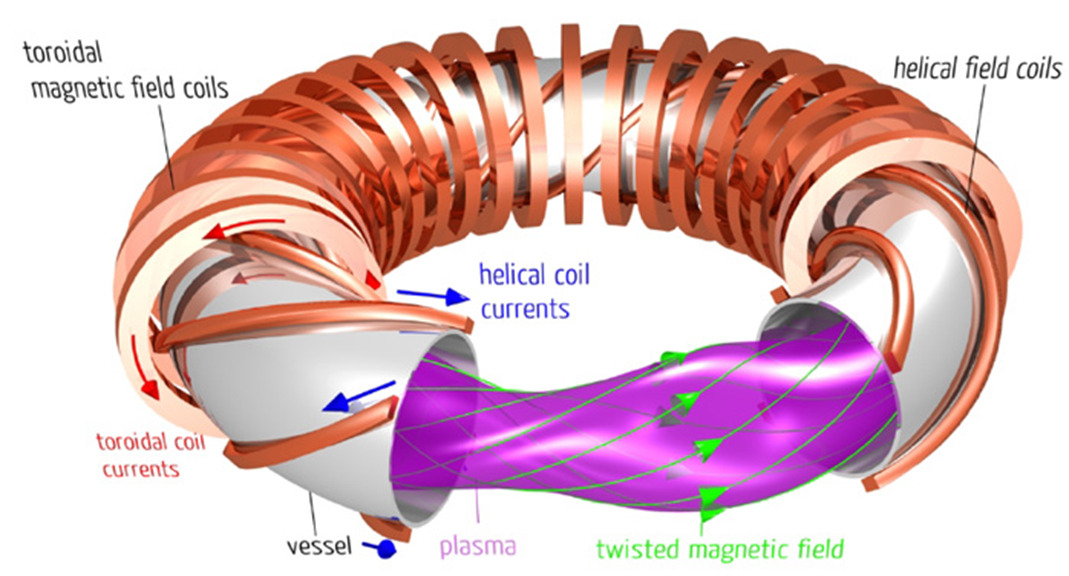 toroidal
magnetic field coils
helical field coils
helical coil
currents
toroidal coil
currents
vessel
plasma
twisted magnetic field